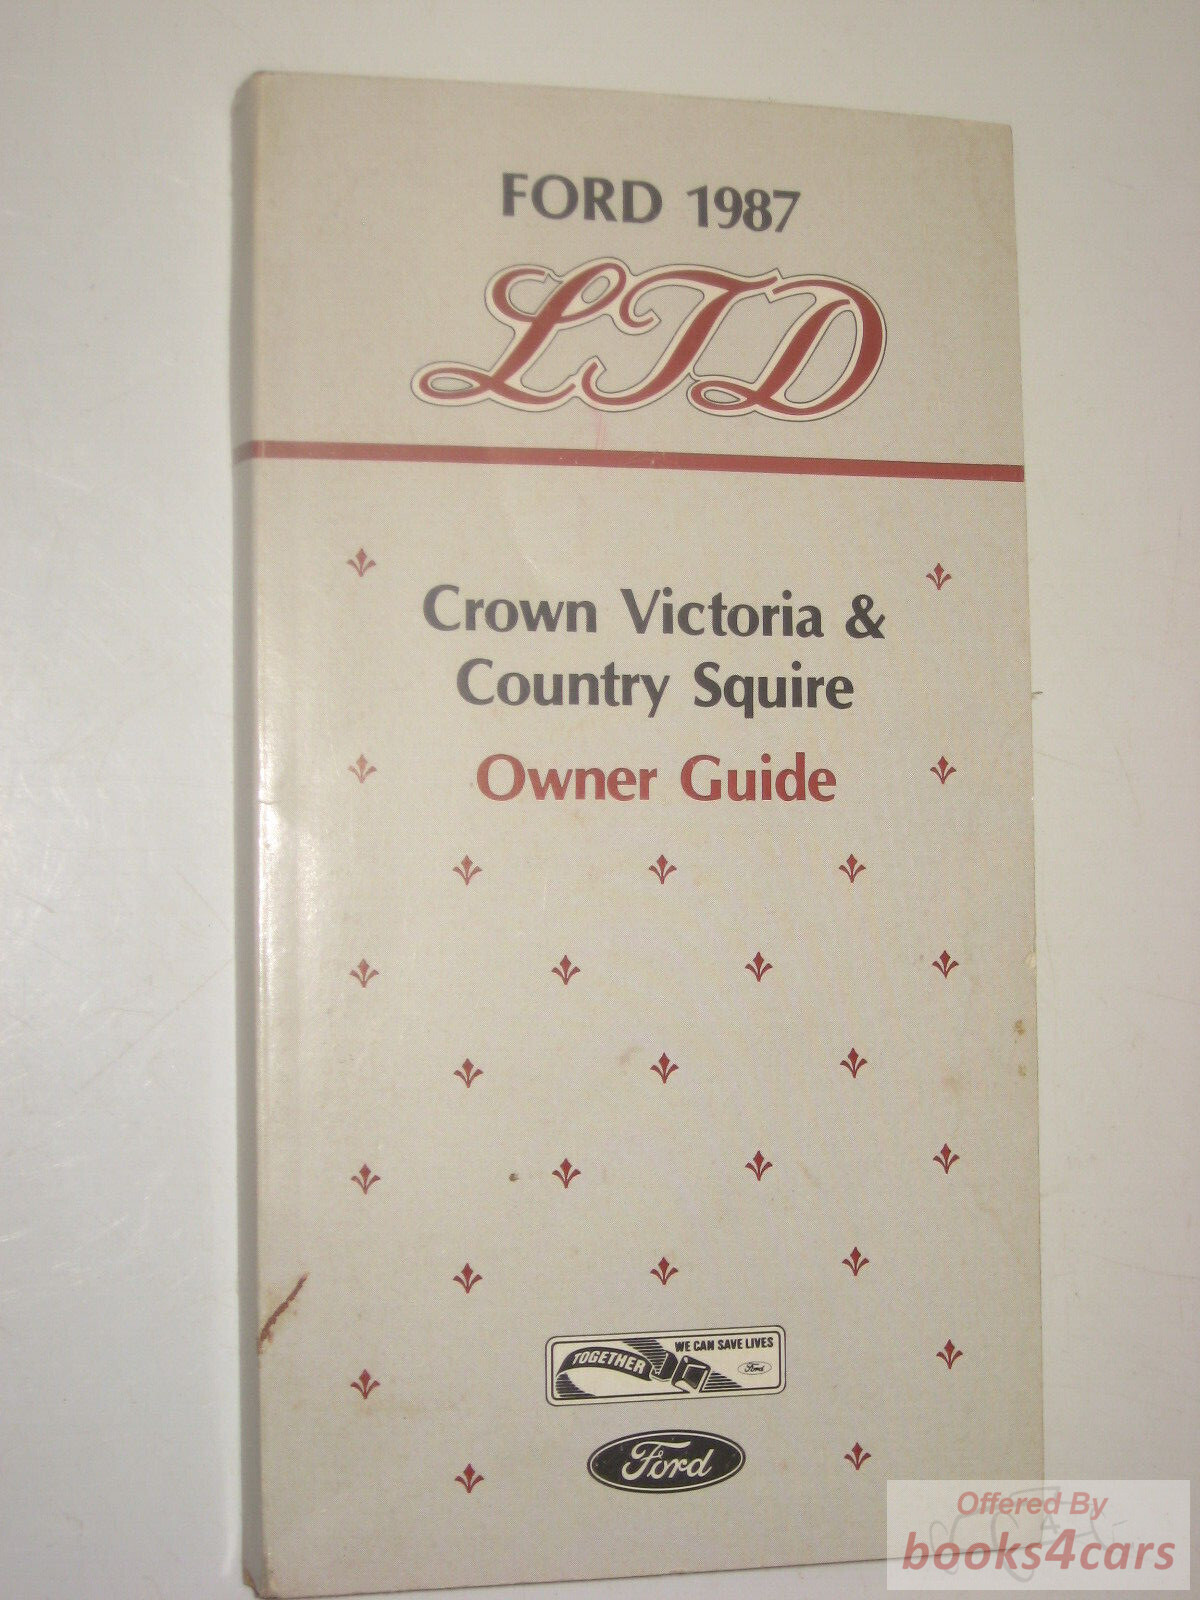 FORD 1987
LTD
Crown Victoria &
Country Squire
Owner Guide
TOGETHER
WE CAN SAVE LIVES
Ford
Ford
Offered By
books4cars